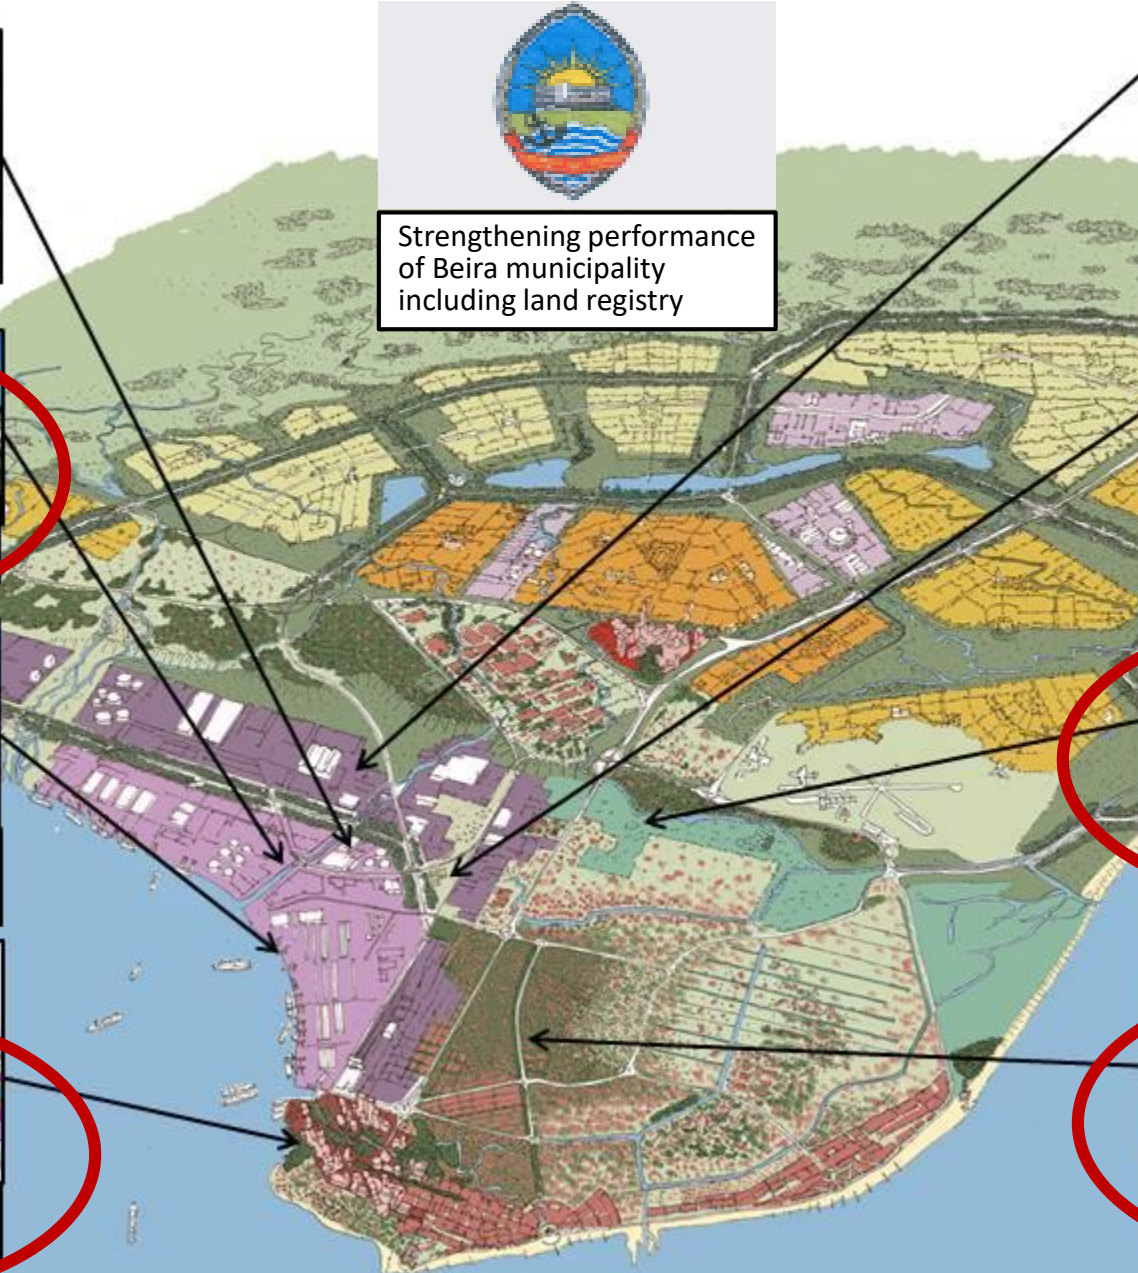 Strengthening performance
of Beira municipality
including land registry